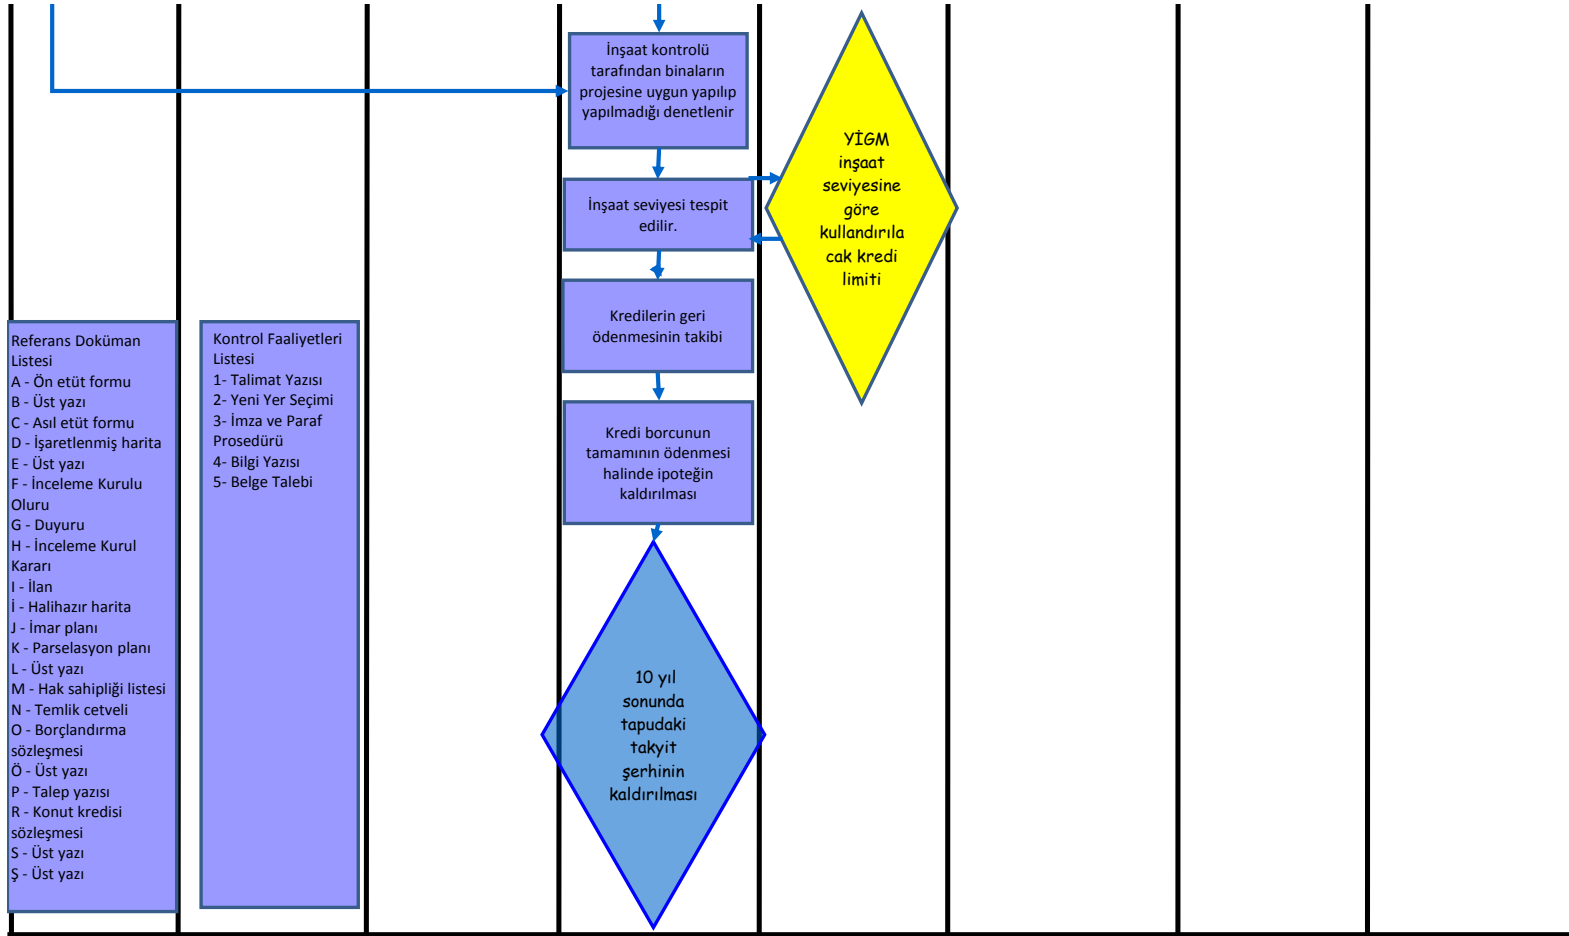 İnşaat kontrolü
tarafından binaların
projesine uygun yapılıp
yapılmadığı denetlenir
YİGM
inşaat
seviyesine
göre
kullandırıla
cak kredi
limiti
İnşaat seviyesi tespit
edilir.
Kredilerin geri
ödenmesinin takibi
Kredi borcunun
tamamının ödenmesi
halinde ipoteğin
kaldırılması
10 yıl
sonunda
tapudaki
takyit
şerhinin
kaldırılması
Referans Doküman
Listesi
A - Ön etüt formu
B - Üst yazı
C - Asıl etüt formu
D - İşaretlenmiş harita
E - Üst yazı
F - İnceleme Kurulu
Oluru
G - Duyuru
H - İnceleme Kurul
Kararı
I - İlan
İ - Halihazır harita
J - İmar planı
K - Parselasyon planı
L - Üst yazı
M - Hak sahipliği listesi
N - Temlik cetveli
O - Borçlandırma
sözleşmesi
Ö - Üst yazı
P - Talep yazısı
R - Konut kredisi
sözleşmesi
S - Üst yazı
Ş - Üst yazı
Kontrol Faaliyetleri
Listesi
1- Talimat Yazısı
2- Yeni Yer Seçimi
3- İmza ve Paraf
Prosedürü
4- Bilgi Yazısı
5- Belge Talebi